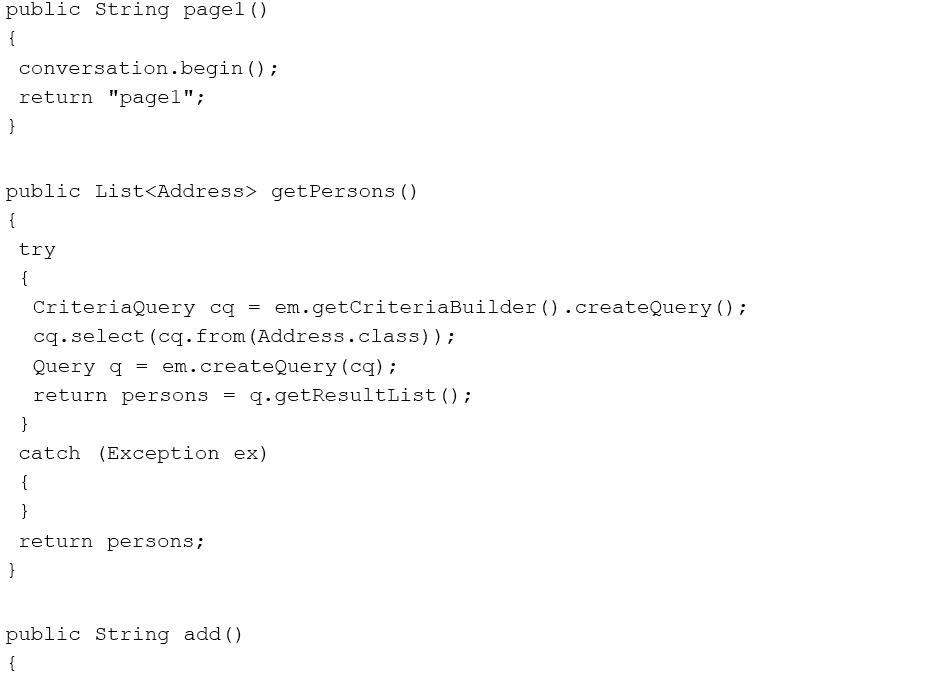 public String page1()
{
 conversation.begin();
 return "page1";
}

public List<Address> getPersons()
{
 try
 {
  CriteriaQuery cq = em.getCriteriaBuilder().createQuery();
  cq.select(cq.from(Address.class));
  Query q = em.createQuery(cq);
  return persons = q.getResultList();
 }
 catch (Exception ex)
 {
 }
 return persons;
}

public String add()
{